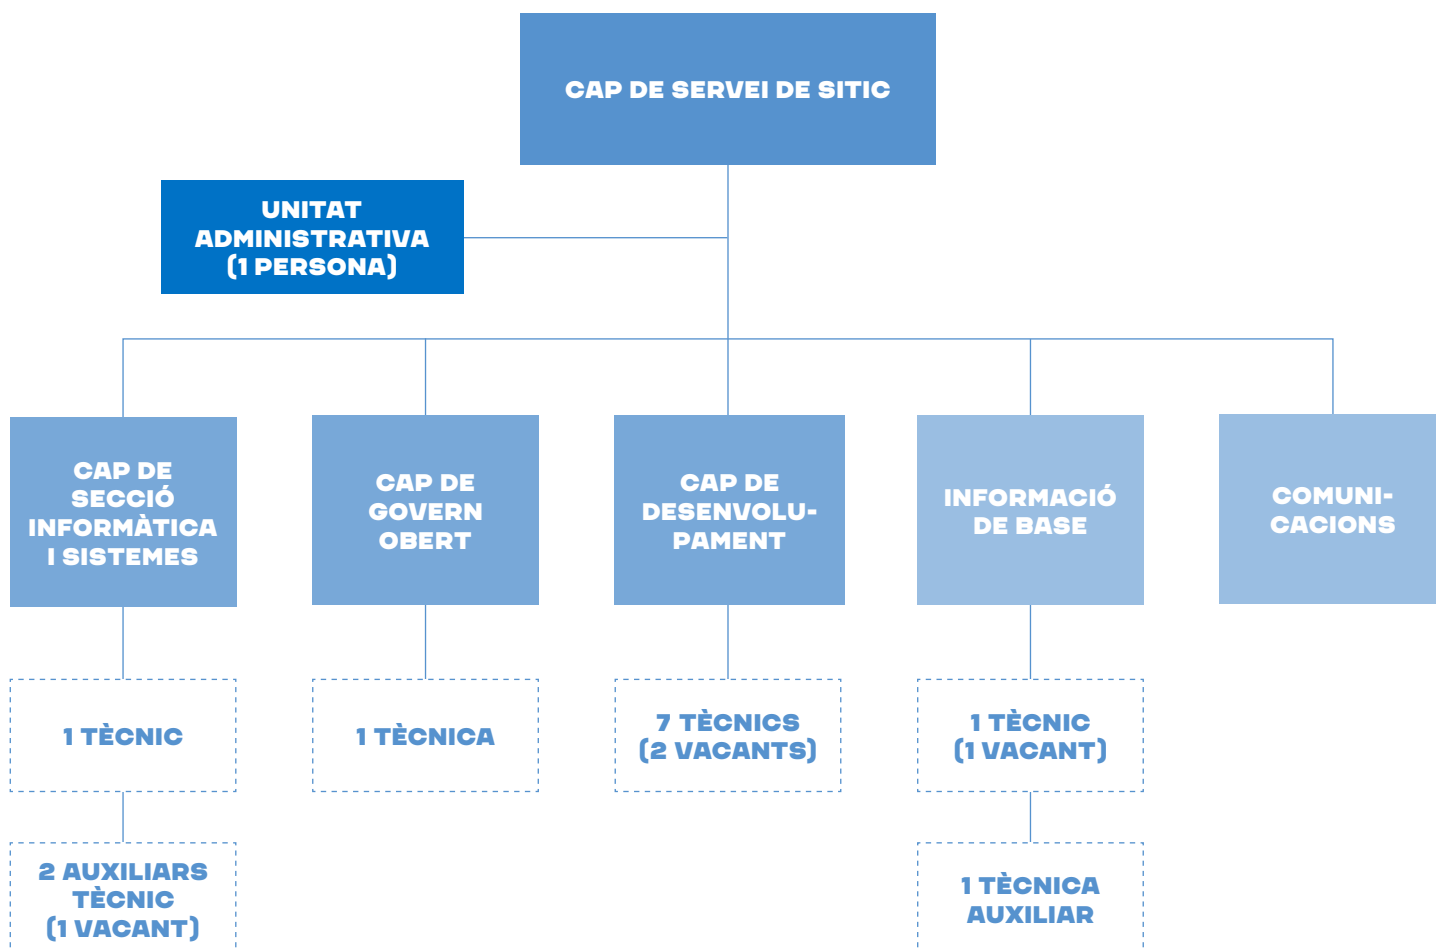 CAP DE SERVEI DE SITIC
UNITAT
ADMINISTRATIVA
(1 PERSONA)
CAP DE
SECCIÓ
INFORMÀTICA
I SISTEMES
CAP DE
GOVERN
OBERT
CAP DE
DESENVOLU-
PAMENT
INFORMACIÓ
DE BASE
COMUNI-
CACIONS
1 TÈCNIC
1 TÈCNICA
7 TÈCNICS
(2 VACANTS)
1 TÈCNIC
(1 VACANT)
2 AUXILIARS
TÈCNIC
(1 VACANT)
1 TÈCNICA
AUXILIAR